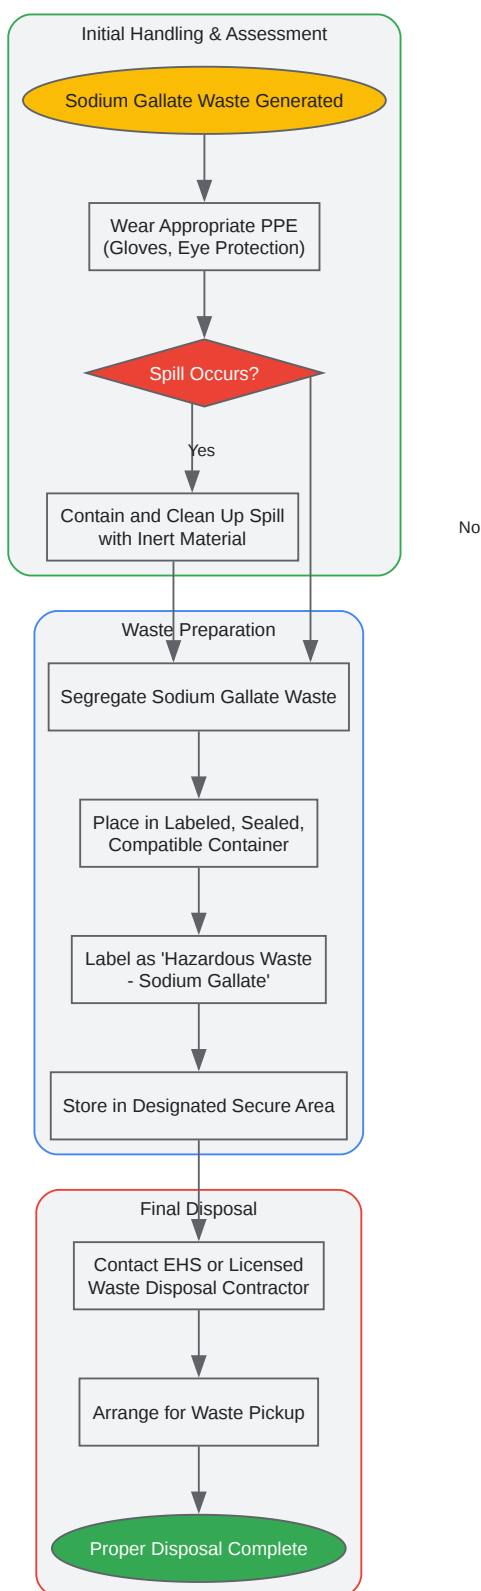 Initial Handling & Assessment
Sodium Gallate Waste Generated
Wear Appropriate PPE
(Gloves, Eye Protection)
Spill Occurs?
Yes
Contain and Clean Up Spill
with Inert Material
No
Waste Preparation
Segregate Sodium Gallate Waste
Place in Labeled, Sealed,
Compatible Container
Label as 'Hazardous Waste
- Sodium Gallate'
Store in Designated Secure Area
Final Disposal
Contact EHS or Licensed
Waste Disposal Contractor
Arrange for Waste Pickup
Proper Disposal Complete